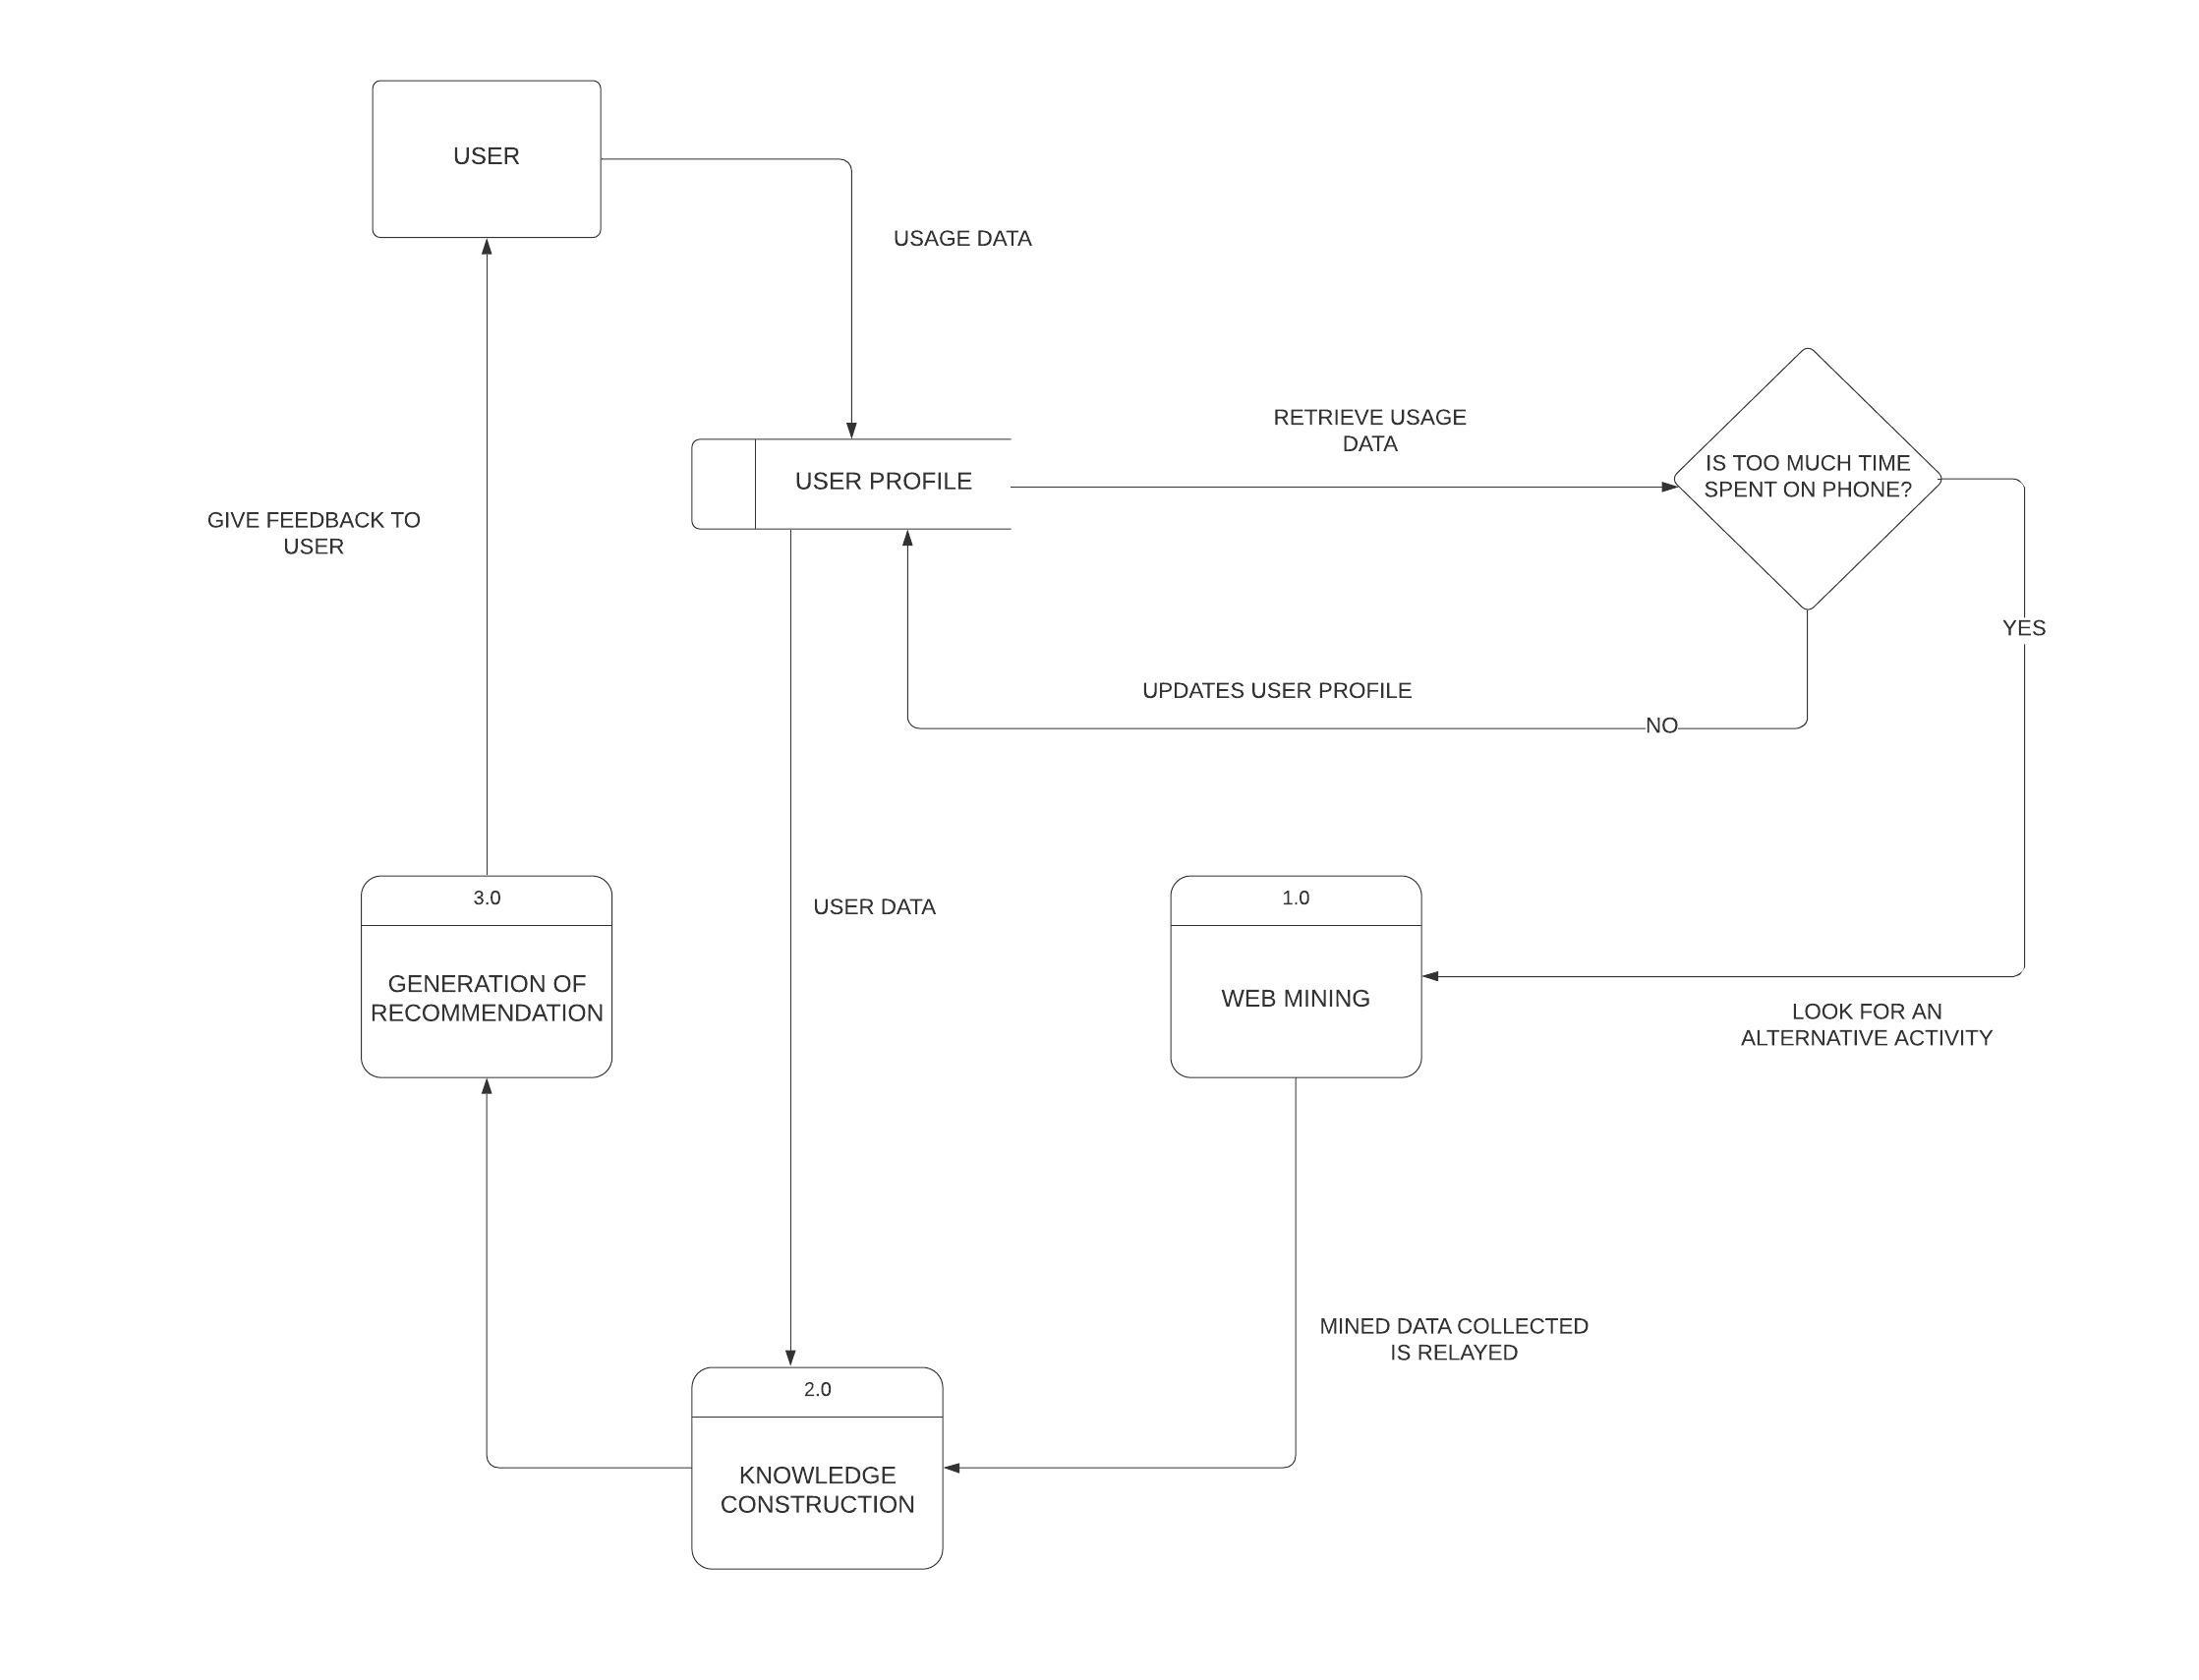 USER
USAGE DATA
RETRIEVE USAGE
DATA
IS TOO MUCH TIME
SPENT ON PHONE?
USER PROFILE
GIVE FEEDBACK TO
USER
YES
UPDATES USER PROFILE
NO
3.0
GENERATION OF
RECOMMENDATION
USER DATA
1.0
WEB MINING
LOOK FOR AN
ALTERNATIVE ACTIVITY
MINED DATA COLLECTED
IS RELAYED
2.0
KNOWLEDGE
CONSTRUCTION